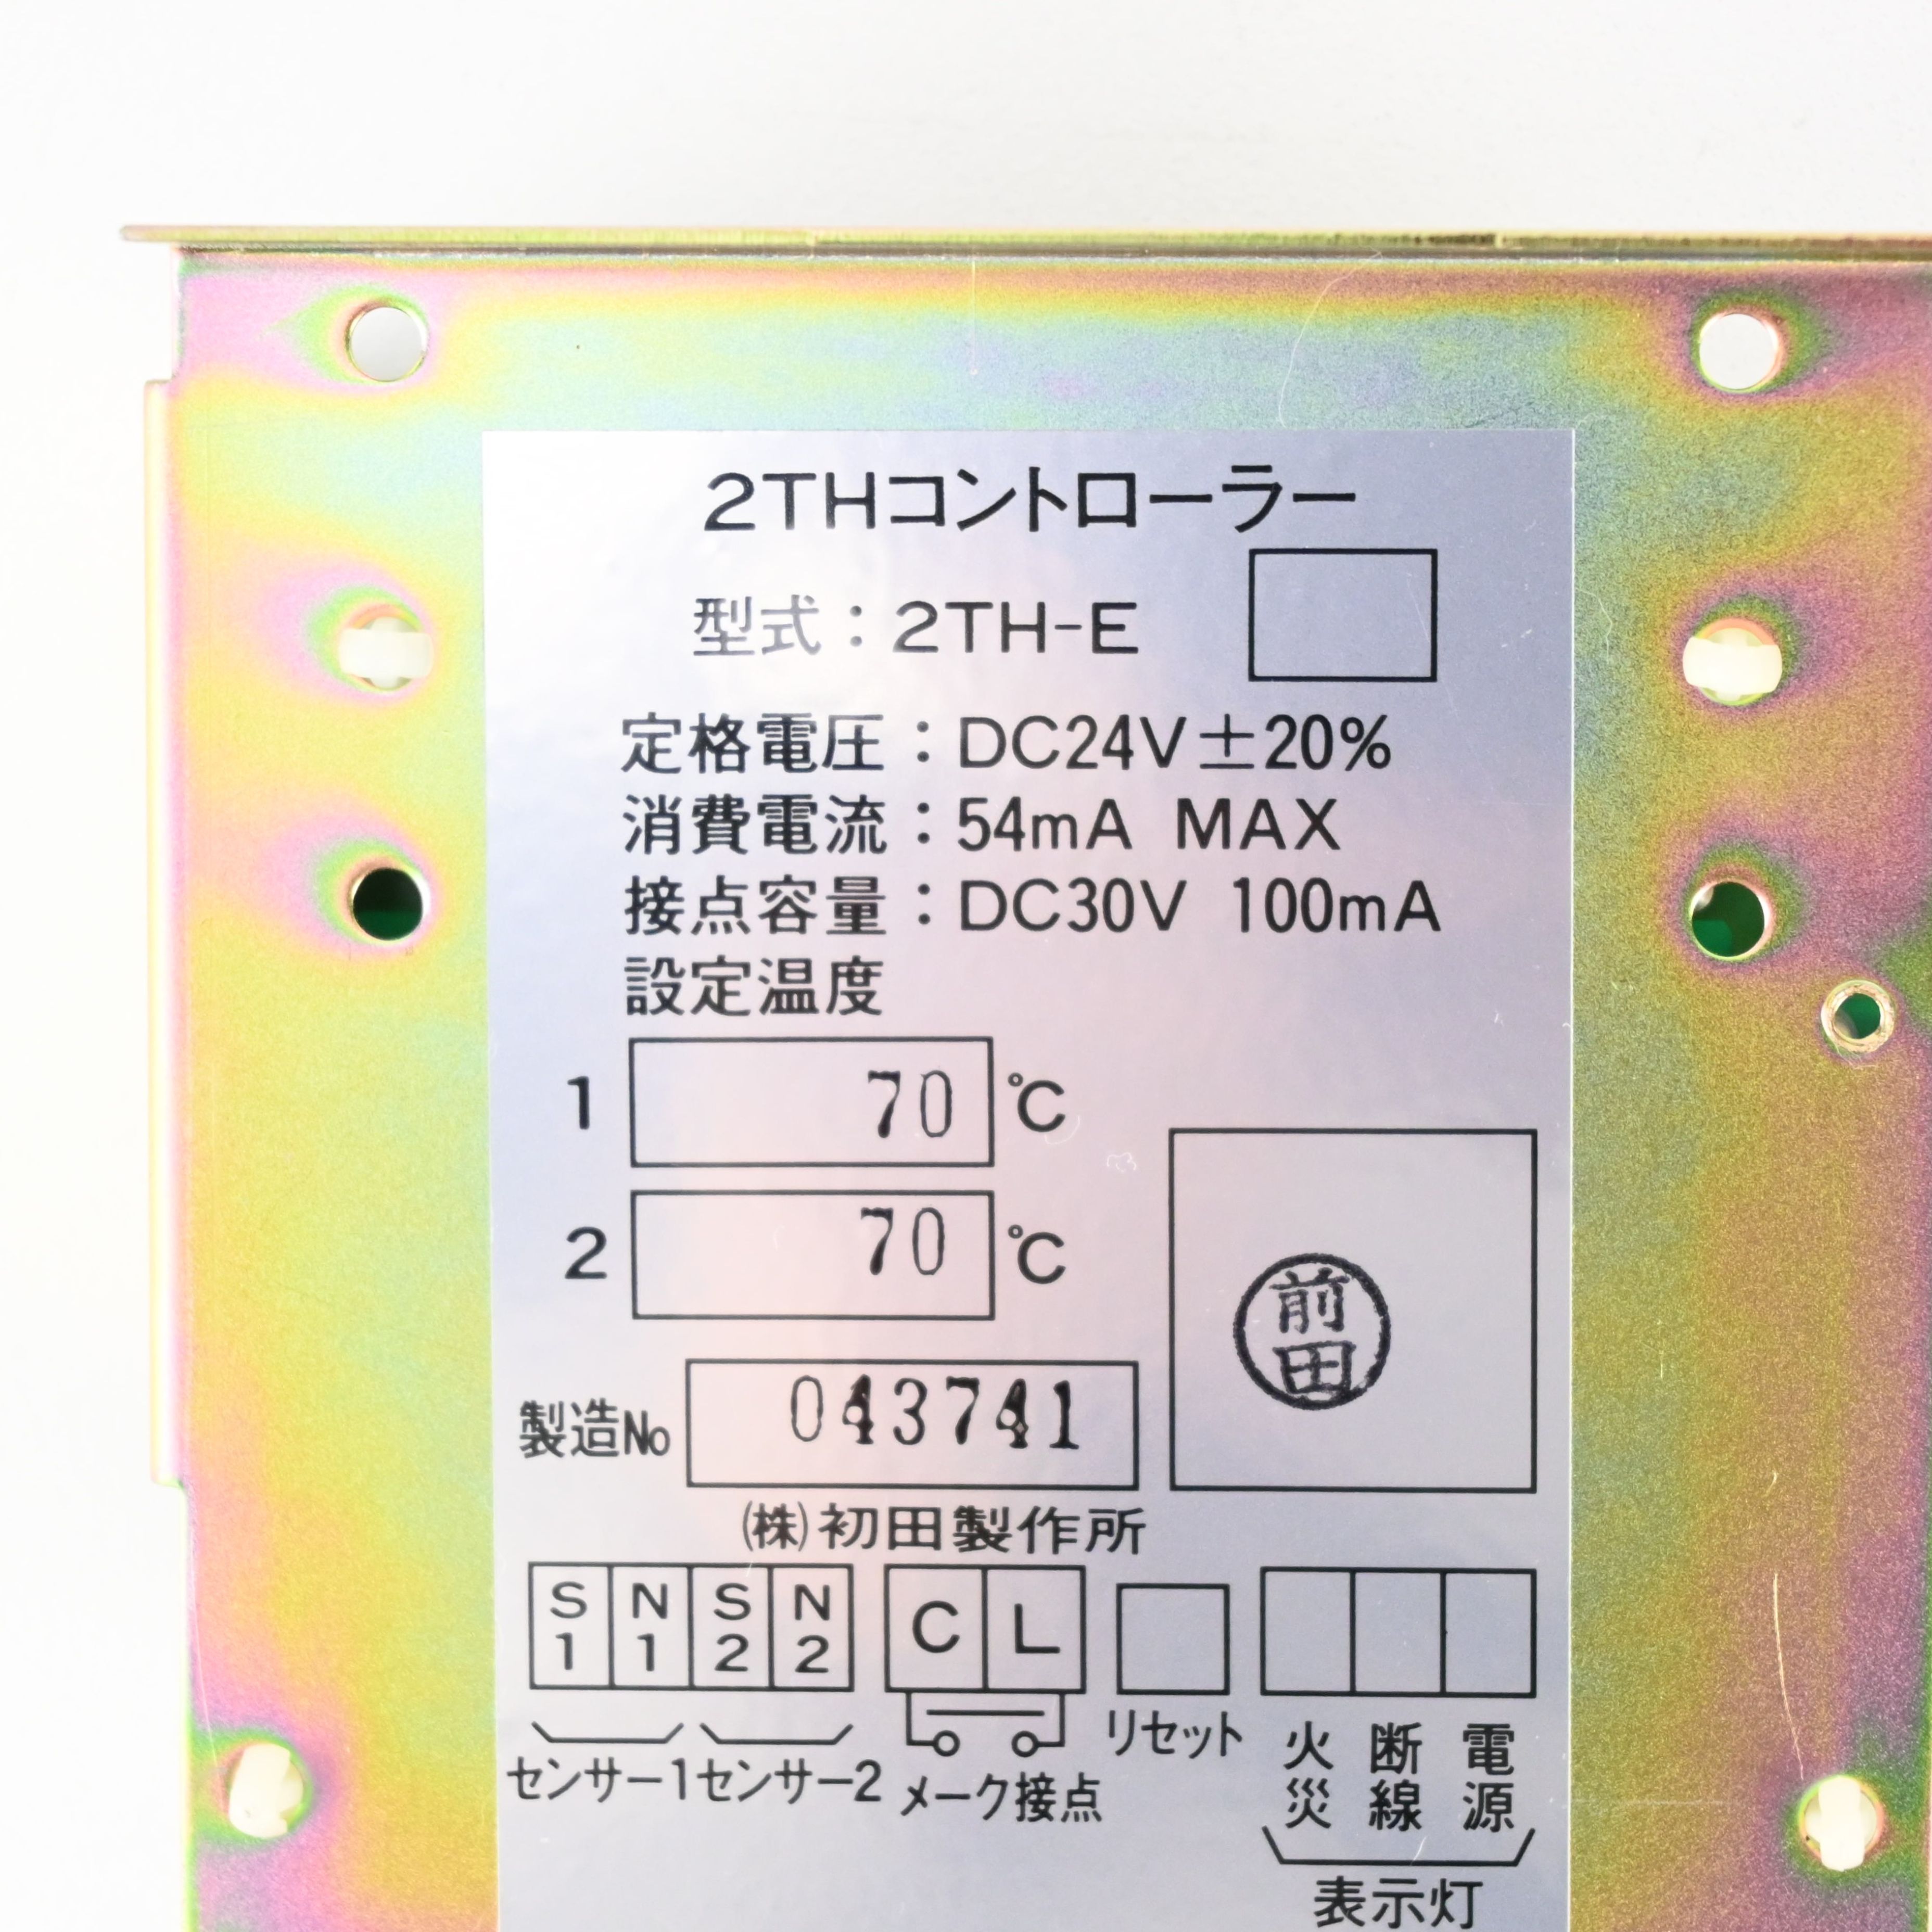 2THコントローラー
型式：2TH-E
定格電圧：DC24V±20%
消費電流：54mA MAX
接点容量：DC30V 100mA
設定温度
1 70 ℃
2 70 ℃
前田
製造No 043741
(株)初田製作所
S1 N1 S2 N2 C L
センサー1 センサー2 メーク接点 リセット 火災 断線 電源
表示灯